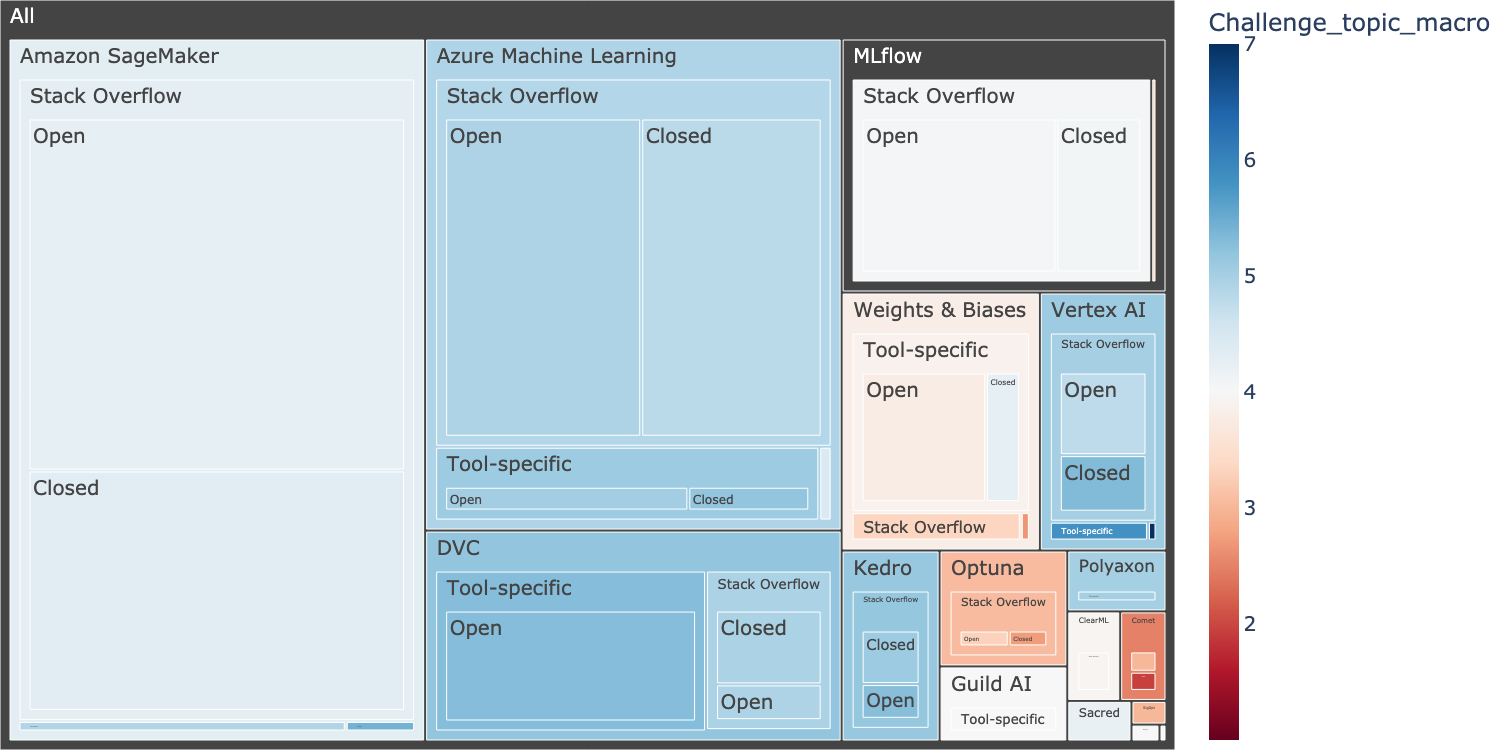 All
Amazon SageMaker
Stack Overflow
Open
Closed
Azure Machine Learning
Stack Overflow
Open
Closed
Tool-specific
Open
Closed
DVC
Tool-specific
Open
Stack Overflow
Closed
Open
MLflow
Stack Overflow
Open
Closed
Weights & Biases
Tool-specific
Open
Closed
Stack Overflow
Vertex AI
Stack Overflow
Open
Closed
Tool-specific
Kedro
Stack Overflow
Closed
Open
Optuna
Stack Overflow
Open
Closed
Guild AI
Tool-specific
Polyaxon
ClearML
Comet
Sacred
Challenge_topic_macro
7
6
5
4
3
2